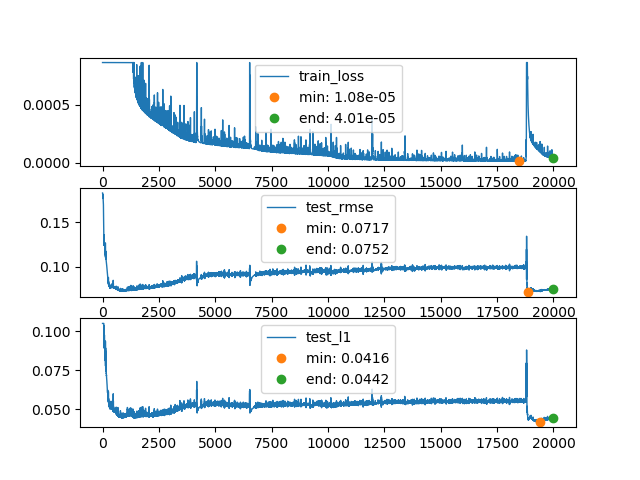 train_loss
min: 1.08e-05
end: 4.01e-05
0.0005
0.0000
0 2500 5000 7500 10000 12500 15000 17500 20000
test_rmse
min: 0.0717
end: 0.0752
0.15
0.10
0 2500 5000 7500 10000 12500 15000 17500 20000
test_l1
min: 0.0416
end: 0.0442
0.100
0.075
0.050
0 2500 5000 7500 10000 12500 15000 17500 20000